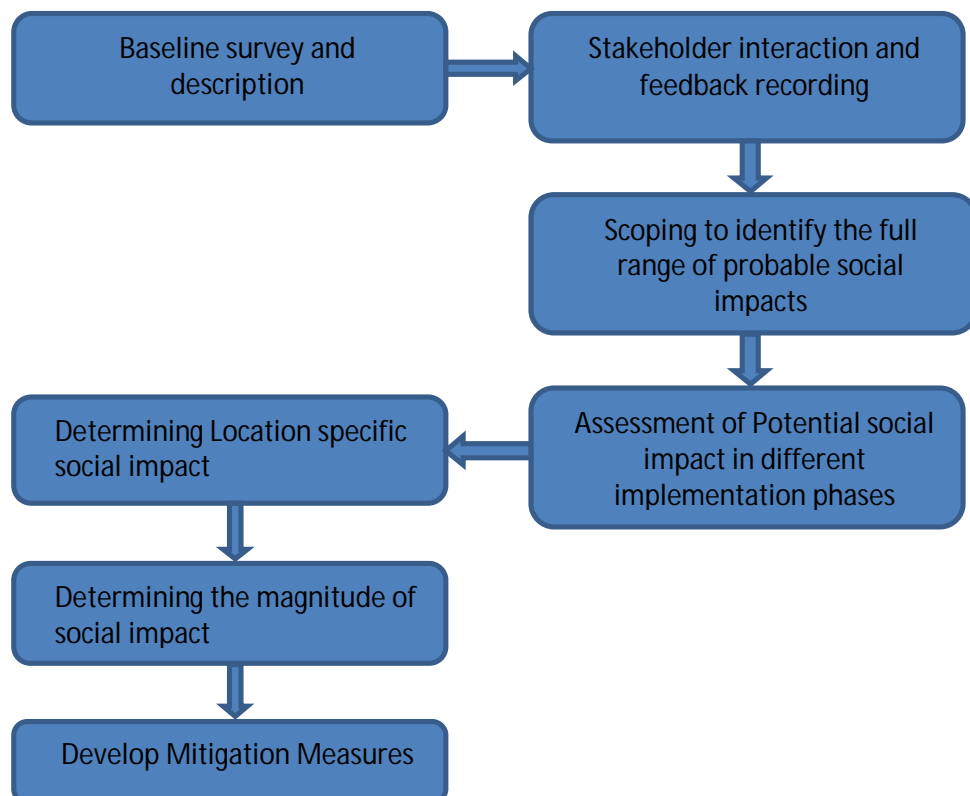 Baseline survey and
description
Stakeholder interaction and
feedback recording
Scoping to identify the full
range of probable social
impacts
Assessment of Potential social
impact in different
implementation phases
Determining Location specific
social impact
Determining the magnitude of
social impact
Develop Mitigation Measures